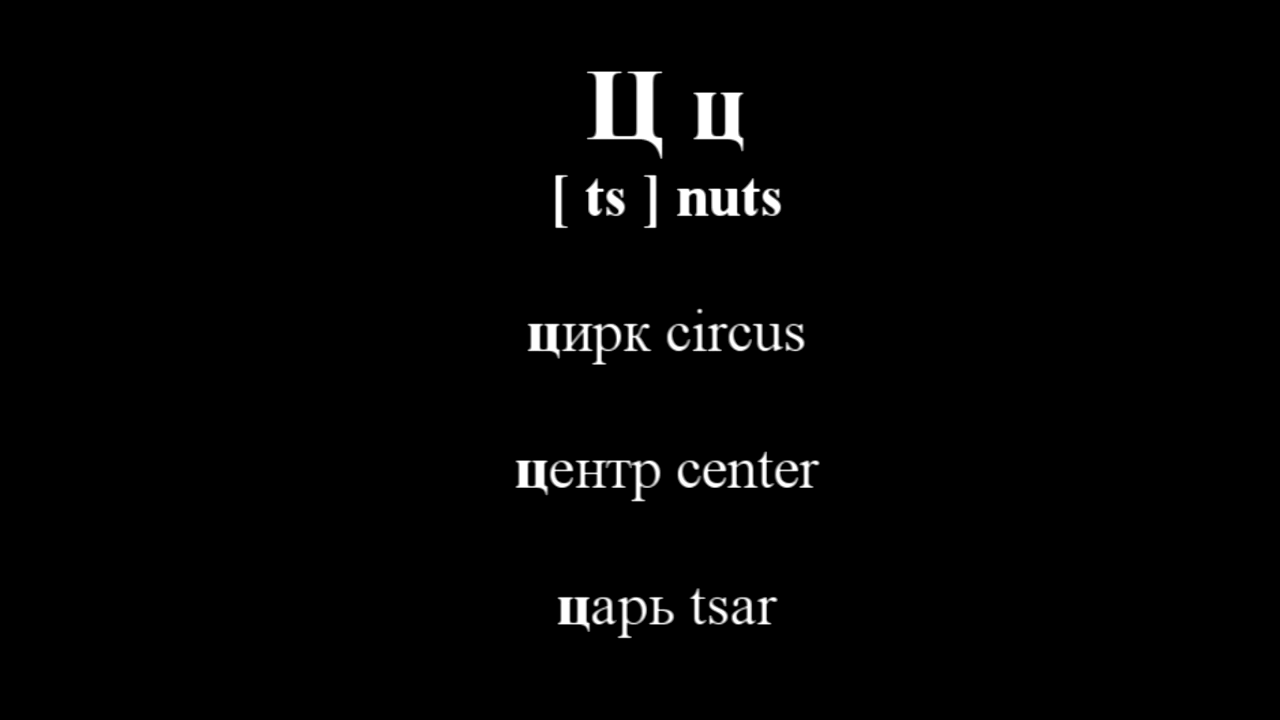 Ц ц
[ ts ] nuts
цирк circus
центр center
царь tsar